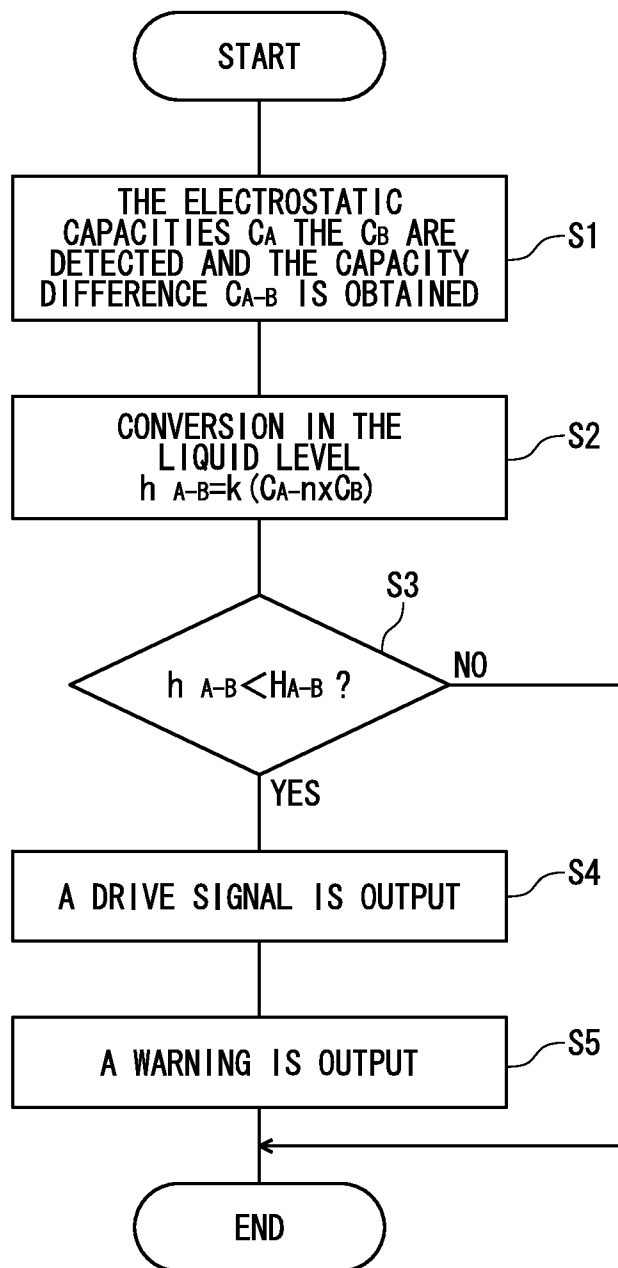 START
THE ELECTROSTATIC
CAPACITIES CA THE CB ARE
DETECTED AND THE CAPACITY
DIFFERENCE CA-B IS OBTAINED
S1
CONVERSION IN THE
LIQUID LEVEL
h A-B=k(CA-nxCB)
S2
S3
h A-B<HA-B ?
NO
YES
A DRIVE SIGNAL IS OUTPUT
S4
A WARNING IS OUTPUT
S5
END